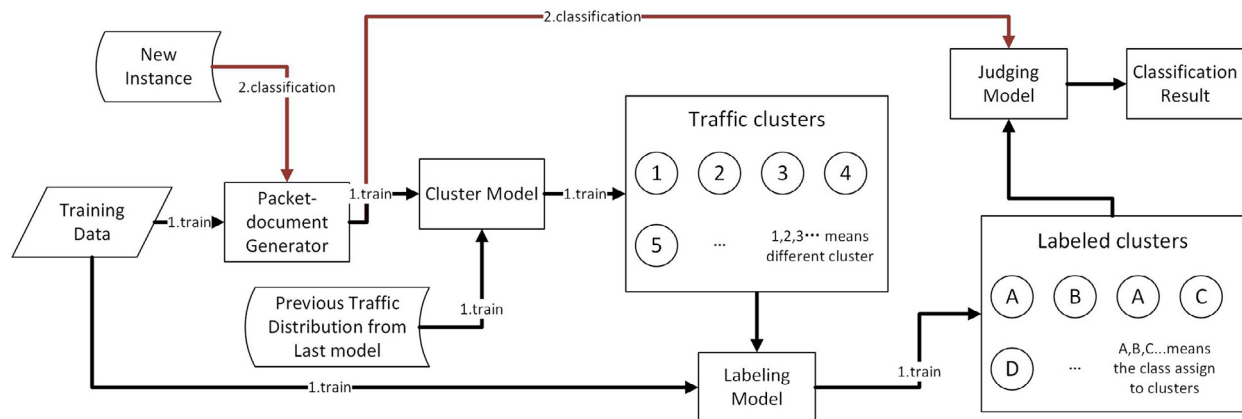 2.classification
New
Instance
2.classification
Judging
Model
Classification
Result
Traffic clusters
1
2
3
4
5
...
1,2,3... means
different cluster
Training
Data
1.train
Packet-
document
Generator
1.train
Cluster Model
1.train
Previous Traffic
Distribution from
Last model
1.train
1.train
Labeling
Model
1.train
Labeled clusters
A
B
A
C
D
...
A,B,C...means
the class assign
to clusters